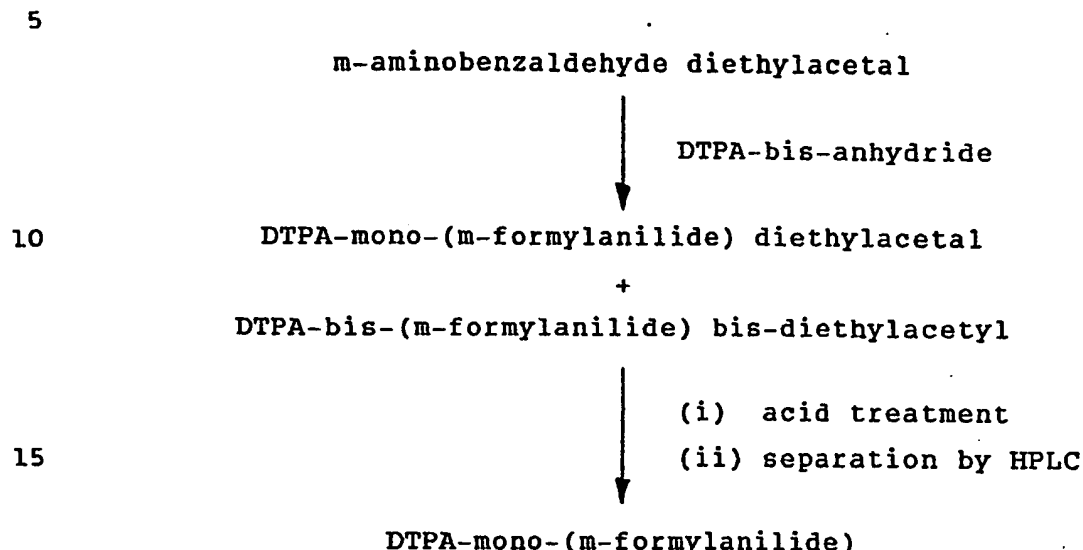 5
m-aminobenzaldehyde diethylacetal
DTPA-bis-anhydride
10 DTPA-mono-(m-formylanilide) diethylacetal
+
DTPA-bis-(m-formylanilide) bis-diethylacetyl
(i) acid treatment
15 (ii) separation by HPLC
DTPA-mono-(m-formylanilide)